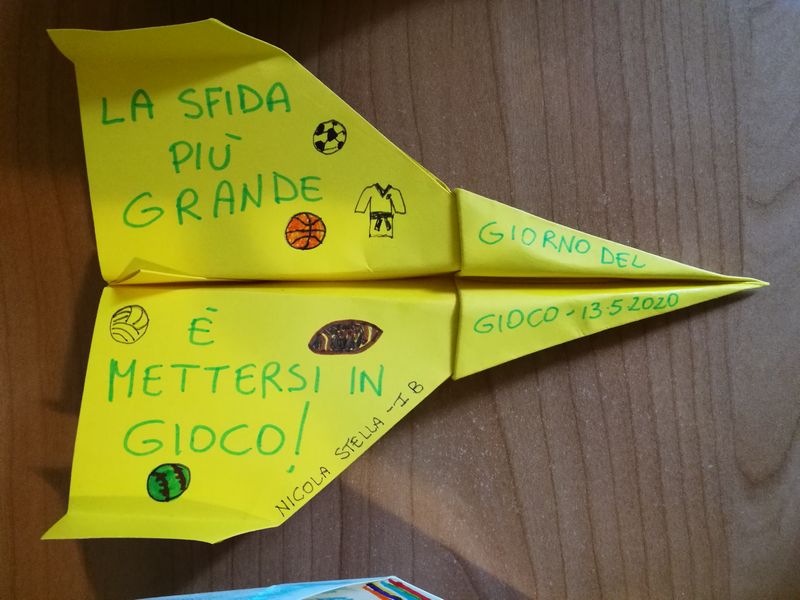 LA SFIDA
PIÙ
GRANDE
È
METTERSI IN
GIOCO!
NICOLA STELLA - I B
GIORNO DEL
GIOCO - 13-5-2020